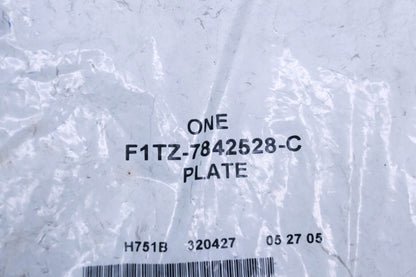 ONE
F1TZ-7842528-C
PLATE
H751B 320427 05 27 05